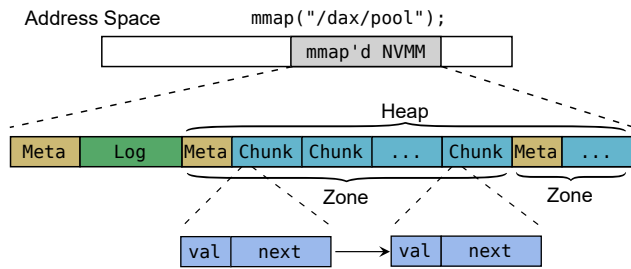 Address Space mmap("/dax/pool");
mmap'd NVMM
Heap
Meta Log Meta Chunk Chunk ... Chunk Meta ...
Zone Zone
val next val next